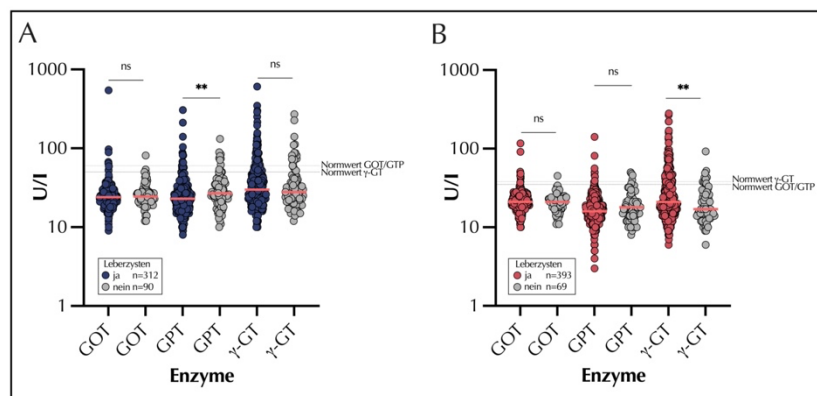 A
U/l
1000
100
10
1
ns
**
ns
Normwert GOT/GTP
Normwert γ-GT
Leberzysten
ja n=312
nein n=90
GOT
GOT
GPT
GPT
γ-GT
γ-GT
Enzyme
B
U/l
1000
100
10
1
ns
ns
**
Normwert γ-GT
Normwert GOT/GTP
Leberzysten
ja n=393
nein n=69
GOT
GOT
GPT
GPT
γ-GT
γ-GT
Enzyme